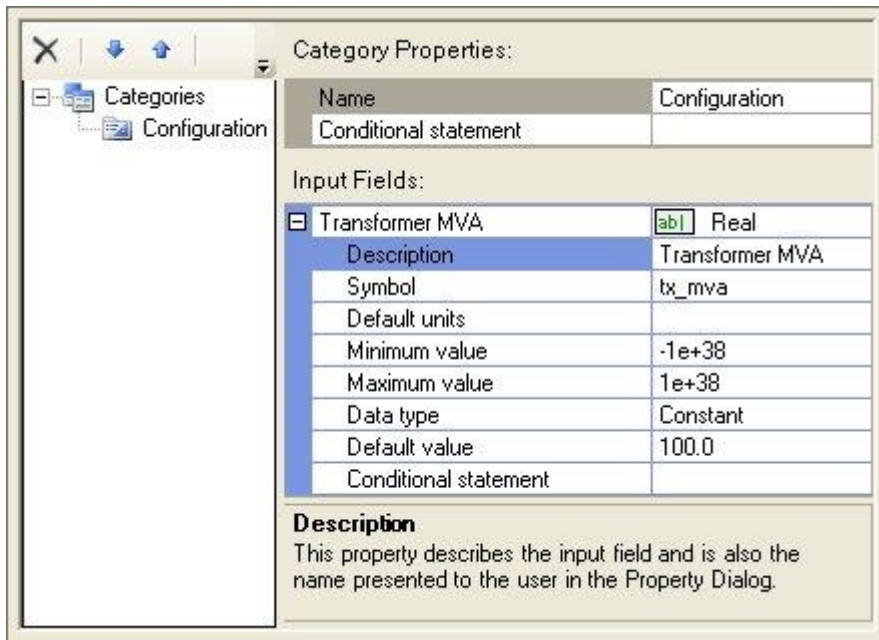 Category Properties:
Categories
Configuration
Name Configuration
Conditional statement
Input Fields:
Transformer MVA ab| Real
Description Transformer MVA
Symbol tx_mva
Default units
Minimum value -1e+38
Maximum value 1e+38
Data type Constant
Default value 100.0
Conditional statement
Description
This property describes the input field and is also the
name presented to the user in the Property Dialog.